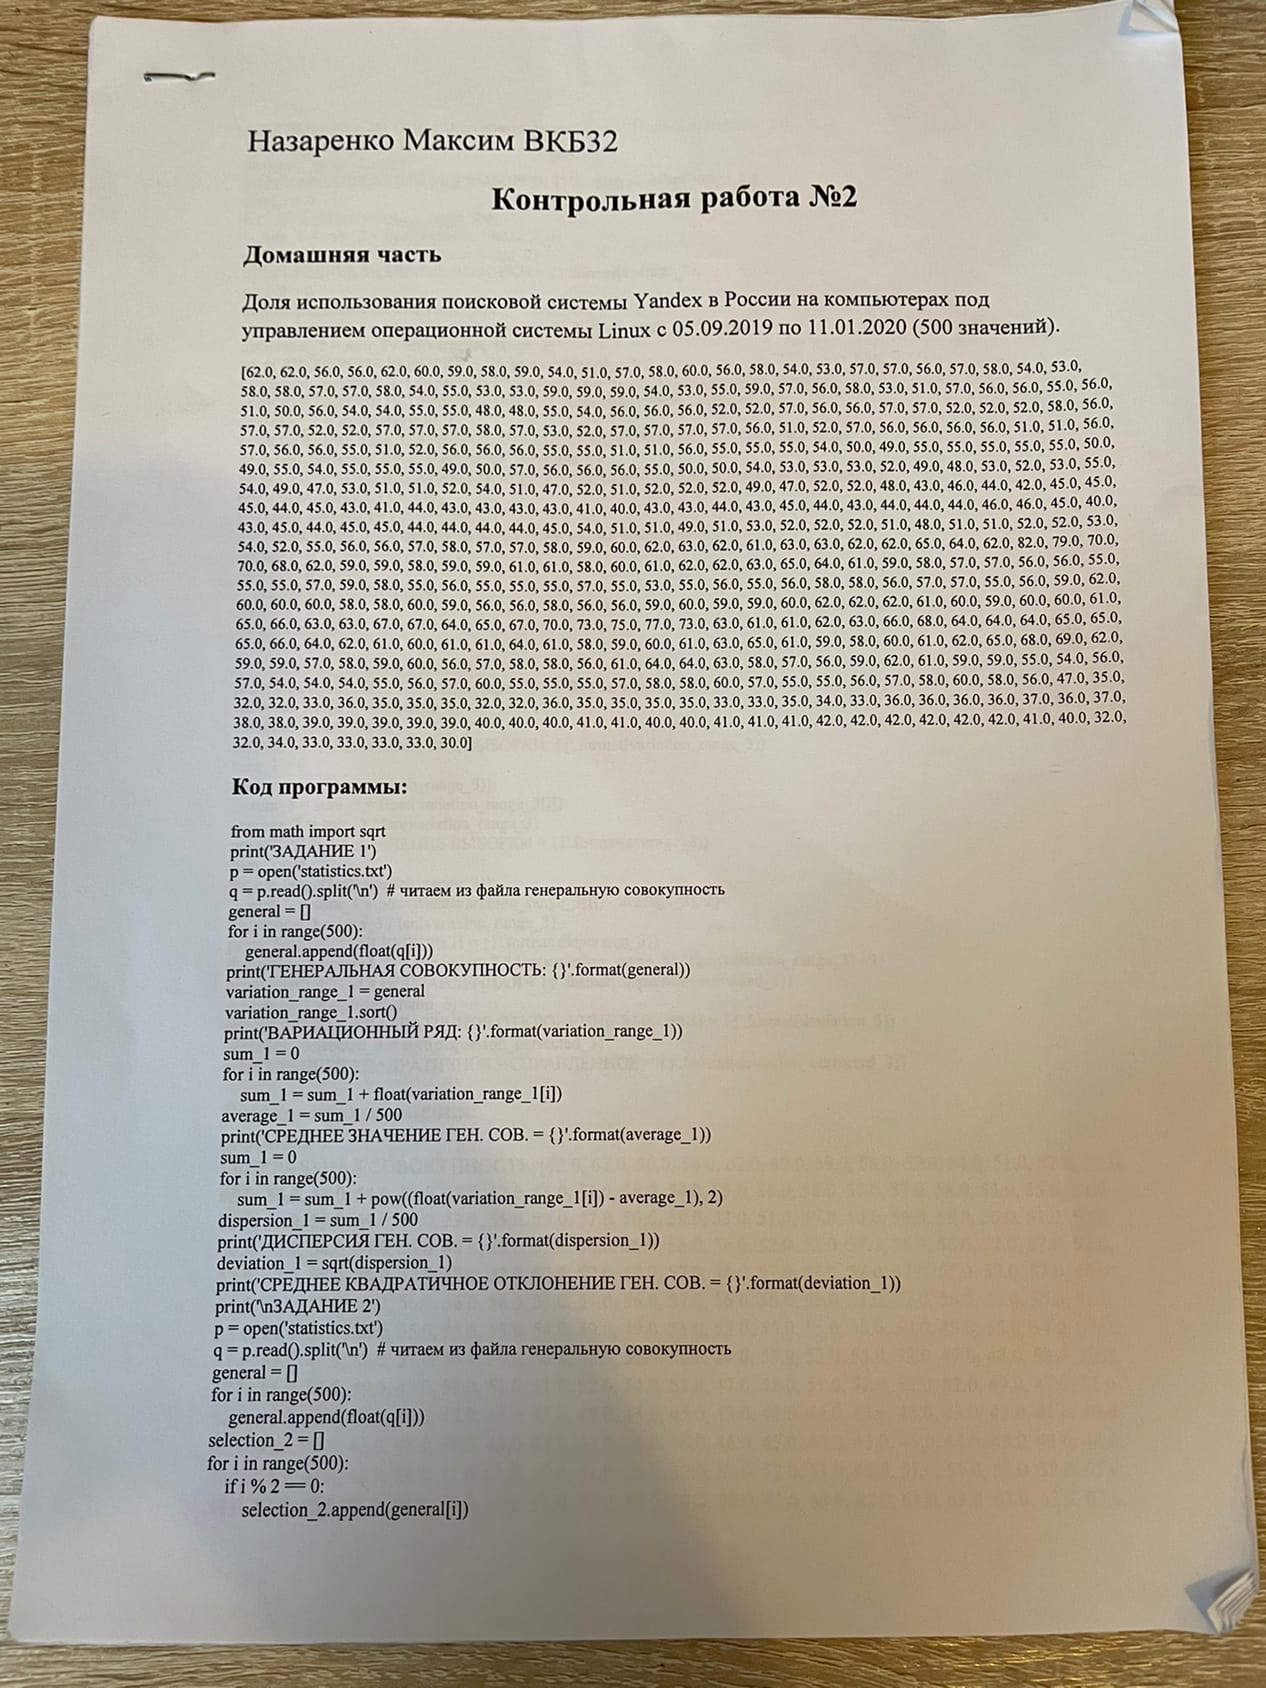 Назаренко Максим ВКБ32
Контрольная работа №2
Домашняя часть
Доля использования поисковой системы Yandex в России на компьютерах под
управлением операционной системы Linux с 05.09.2019 по 11.01.2020 (500 значений).
[62.0, 62.0, 56.0, 56.0, 62.0, 60.0, 59.0, 58.0, 59.0, 54.0, 51.0, 57.0, 58.0, 60.0, 56.0, 58.0, 54.0, 53.0, 57.0, 57.0, 56.0, 57.0, 58.0, 54.0, 53.0,
58.0, 58.0, 57.0, 57.0, 58.0, 54.0, 55.0, 53.0, 53.0, 59.0, 59.0, 59.0, 54.0, 53.0, 55.0, 59.0, 57.0, 56.0, 58.0, 53.0, 51.0, 57.0, 56.0, 56.0, 55.0, 56.0,
51.0, 50.0, 56.0, 54.0, 54.0, 55.0, 55.0, 48.0, 48.0, 55.0, 54.0, 56.0, 56.0, 56.0, 52.0, 52.0, 57.0, 56.0, 56.0, 57.0, 57.0, 52.0, 52.0, 52.0, 58.0, 56.0,
57.0, 57.0, 52.0, 52.0, 57.0, 57.0, 57.0, 58.0, 57.0, 53.0, 52.0, 57.0, 57.0, 57.0, 57.0, 57.0, 56.0, 51.0, 52.0, 57.0, 56.0, 56.0, 56.0, 56.0, 51.0, 51.0, 56.0,
57.0, 56.0, 56.0, 55.0, 51.0, 52.0, 56.0, 56.0, 56.0, 55.0, 55.0, 51.0, 51.0, 56.0, 55.0, 55.0, 55.0, 54.0, 50.0, 49.0, 55.0, 55.0, 55.0, 55.0, 55.0, 50.0,
49.0, 55.0, 54.0, 55.0, 55.0, 55.0, 49.0, 50.0, 57.0, 56.0, 56.0, 56.0, 55.0, 50.0, 50.0, 54.0, 53.0, 53.0, 53.0, 52.0, 49.0, 48.0, 53.0, 52.0, 53.0, 55.0,
54.0, 49.0, 47.0, 53.0, 51.0, 51.0, 52.0, 54.0, 51.0, 47.0, 52.0, 51.0, 52.0, 52.0, 52.0, 49.0, 47.0, 52.0, 52.0, 48.0, 43.0, 46.0, 44.0, 42.0, 45.0, 45.0,
45.0, 44.0, 45.0, 43.0, 41.0, 44.0, 43.0, 43.0, 43.0, 43.0, 41.0, 40.0, 43.0, 43.0, 44.0, 43.0, 45.0, 44.0, 43.0, 44.0, 44.0, 44.0, 46.0, 46.0, 45.0, 40.0,
43.0, 45.0, 44.0, 45.0, 45.0, 44.0, 44.0, 44.0, 44.0, 45.0, 54.0, 51.0, 51.0, 49.0, 51.0, 53.0, 52.0, 52.0, 52.0, 51.0, 48.0, 51.0, 51.0, 52.0, 52.0, 53.0,
54.0, 52.0, 55.0, 56.0, 56.0, 57.0, 58.0, 57.0, 57.0, 58.0, 59.0, 60.0, 62.0, 63.0, 62.0, 61.0, 63.0, 63.0, 62.0, 62.0, 65.0, 64.0, 62.0, 82.0, 79.0, 70.0,
70.0, 68.0, 62.0, 59.0, 59.0, 58.0, 59.0, 59.0, 61.0, 61.0, 58.0, 60.0, 61.0, 62.0, 62.0, 63.0, 65.0, 64.0, 61.0, 59.0, 58.0, 57.0, 57.0, 56.0, 56.0, 55.0,
55.0, 55.0, 57.0, 59.0, 58.0, 55.0, 56.0, 55.0, 55.0, 55.0, 57.0, 55.0, 53.0, 55.0, 56.0, 55.0, 56.0, 58.0, 58.0, 56.0, 57.0, 57.0, 55.0, 56.0, 59.0, 62.0,
60.0, 60.0, 60.0, 58.0, 58.0, 60.0, 59.0, 56.0, 56.0, 58.0, 56.0, 56.0, 59.0, 60.0, 59.0, 59.0, 60.0, 62.0, 62.0, 62.0, 61.0, 60.0, 59.0, 60.0, 60.0, 61.0,
65.0, 66.0, 63.0, 63.0, 67.0, 67.0, 64.0, 65.0, 67.0, 70.0, 73.0, 75.0, 77.0, 73.0, 63.0, 61.0, 61.0, 62.0, 63.0, 66.0, 68.0, 64.0, 64.0, 64.0, 65.0, 65.0,
65.0, 66.0, 64.0, 62.0, 61.0, 60.0, 61.0, 61.0, 64.0, 61.0, 58.0, 59.0, 60.0, 61.0, 63.0, 65.0, 61.0, 59.0, 58.0, 60.0, 61.0, 62.0, 65.0, 68.0, 69.0, 62.0,
59.0, 59.0, 57.0, 58.0, 59.0, 60.0, 56.0, 57.0, 58.0, 58.0, 56.0, 61.0, 64.0, 64.0, 63.0, 58.0, 57.0, 56.0, 59.0, 62.0, 61.0, 59.0, 59.0, 55.0, 54.0, 56.0,
57.0, 54.0, 54.0, 54.0, 55.0, 56.0, 57.0, 60.0, 55.0, 55.0, 55.0, 57.0, 58.0, 58.0, 60.0, 57.0, 55.0, 55.0, 56.0, 57.0, 58.0, 60.0, 58.0, 56.0, 47.0, 35.0,
32.0, 32.0, 33.0, 36.0, 35.0, 35.0, 35.0, 32.0, 32.0, 36.0, 35.0, 35.0, 35.0, 35.0, 33.0, 33.0, 35.0, 34.0, 33.0, 36.0, 36.0, 36.0, 36.0, 37.0, 36.0, 37.0,
38.0, 38.0, 39.0, 39.0, 39.0, 39.0, 39.0, 40.0, 40.0, 40.0, 41.0, 41.0, 40.0, 40.0, 41.0, 41.0, 41.0, 42.0, 42.0, 42.0, 42.0, 42.0, 42.0, 41.0, 40.0, 32.0,
32.0, 34.0, 33.0, 33.0, 33.0, 33.0, 30.0]
Код программы:
from math import sqrt
print('ЗАДАНИЕ 1')
p = open('statistics.txt')
q = p.read().split('\n')  # читаем из файла генеральную совокупность
general = []
for i in range(500):
general.append(float(q[i]))
print('ГЕНЕРАЛЬНАЯ СОВОКУПНОСТЬ: {}'.format(general))
variation_range_1 = general
variation_range_1.sort()
print('ВАРИАЦИОННЫЙ РЯД: {}'.format(variation_range_1))
sum_1 = 0
for i in range(500):
sum_1 = sum_1 + float(variation_range_1[i])
average_1 = sum_1 / 500
print('СРЕДНЕЕ ЗНАЧЕНИЕ ГЕН. СОВ. = {}'.format(average_1))
sum_1 = 0
for i in range(500):
sum_1 = sum_1 + pow((float(variation_range_1[i]) - average_1), 2)
dispersion_1 = sum_1 / 500
print('ДИСПЕРСИЯ ГЕН. СОВ. = {}'.format(dispersion_1))
deviation_1 = sqrt(dispersion_1)
print('СРЕДНЕЕ КВАДРАТИЧНОЕ ОТКЛОНЕНИЕ ГЕН. СОВ. = {}'.format(deviation_1))
print('\nЗАДАНИЕ 2')
p = open('statistics.txt')
q = p.read().split('\n')  # читаем из файла генеральную совокупность
general = []
for i in range(500):
general.append(float(q[i]))
selection_2 = []
for i in range(500):
if i % 2 == 0:
selection_2.append(general[i])